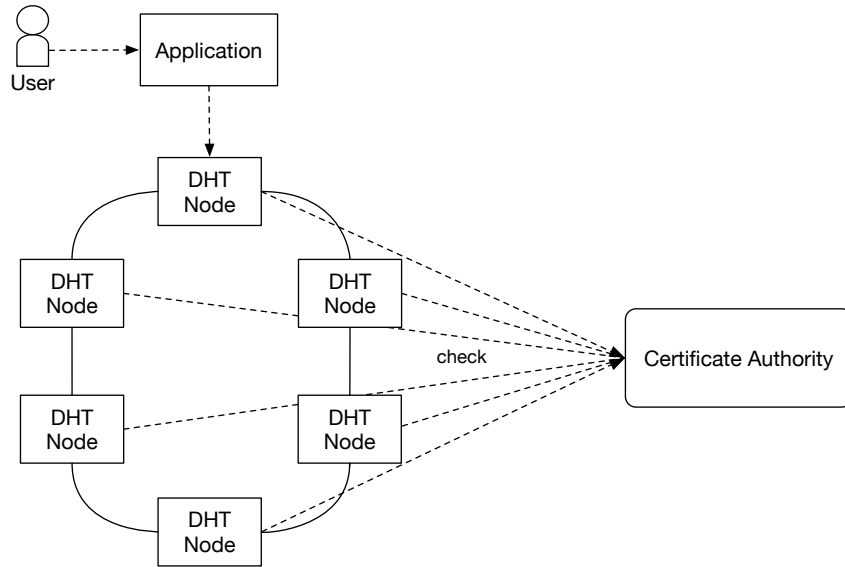 Application
User
DHT
Node
DHT
Node
DHT
Node
check
Certificate Authority
DHT
Node
DHT
Node
DHT
Node